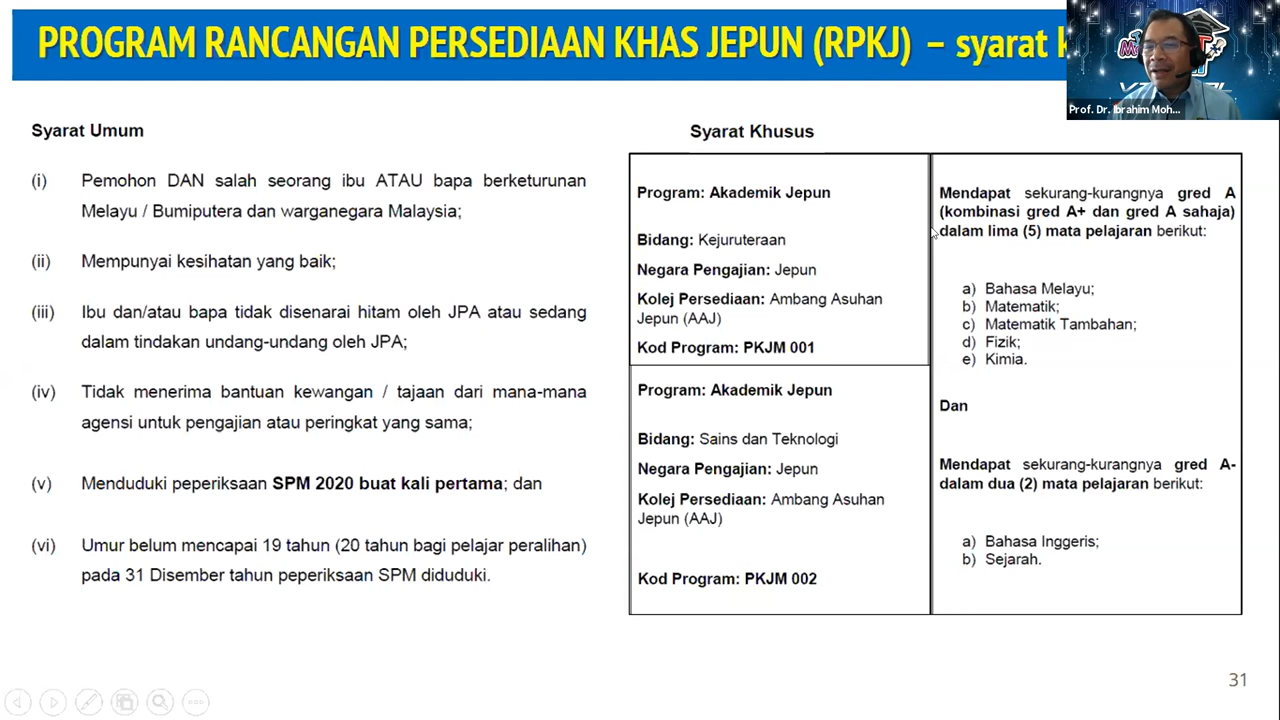 PROGRAM RANCANGAN PERSEDIAAN KHAS JEPUN (RPKJ) – syarat
Prof. Dr. Ibrahim Moh...
Syarat Umum
(i) Pemohon DAN salah seorang ibu ATAU bapa berketurunan
Melayu / Bumiputera dan warganegara Malaysia;
(ii) Mempunyai kesihatan yang baik;
(iii) Ibu dan/atau bapa tidak disenarai hitam oleh JPA atau sedang
dalam tindakan undang-undang oleh JPA;
(iv) Tidak menerima bantuan kewangan / tajaan dari mana-mana
agensi untuk pengajian atau peringkat yang sama;
(v) Menduduki peperiksaan SPM 2020 buat kali pertama; dan
(vi) Umur belum mencapai 19 tahun (20 tahun bagi pelajar peralihan)
pada 31 Disember tahun peperiksaan SPM diduduki.
Syarat Khusus
Program: Akademik Jepun
Bidang: Kejuruteraan
Negara Pengajian: Jepun
Kolej Persediaan: Ambang Asuhan
Jepun (AAJ)
Kod Program: PKJM 001
Program: Akademik Jepun
Bidang: Sains dan Teknologi
Negara Pengajian: Jepun
Kolej Persediaan: Ambang Asuhan
Jepun (AAJ)
Kod Program: PKJM 002
Mendapat sekurang-kurangnya gred A
(kombinasi gred A+ dan gred A sahaja)
dalam lima (5) mata pelajaran berikut:
a) Bahasa Melayu;
b) Matematik;
c) Matematik Tambahan;
d) Fizik;
e) Kimia.
Dan
Mendapat sekurang-kurangnya gred A-
dalam dua (2) mata pelajaran berikut:
a) Bahasa Inggeris;
b) Sejarah.
31